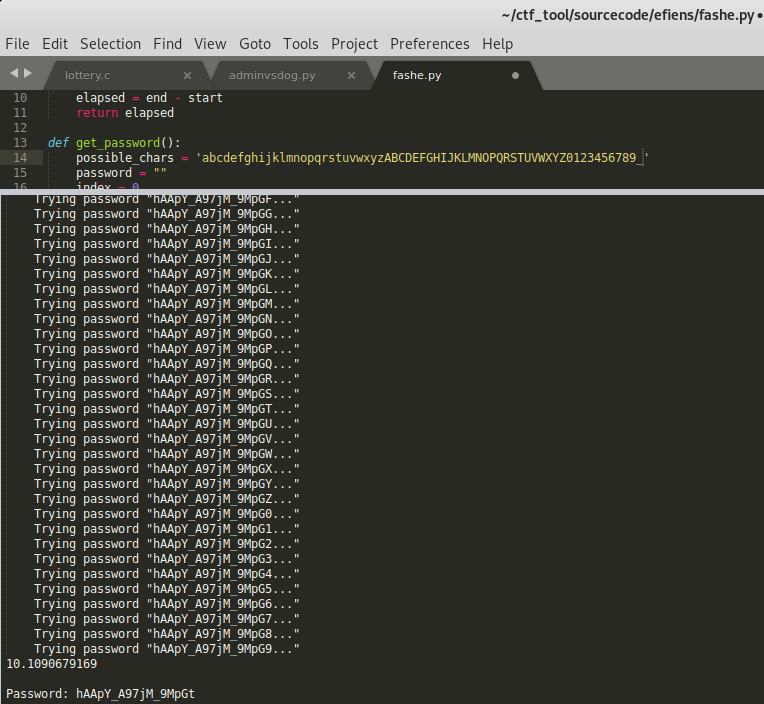 ~/ctf_tool/sourcecode/efiens/fashe.py •
File Edit Selection Find View Goto Tools Project Preferences Help
lottery.c × adminvsdog.py × fashe.py
10 elapsed = end - start
11 return elapsed
12
13 def get_password():
14 possible_chars = 'abcdefghijklmnopqrstuvwxyzABCDEFGHIJKLMNOPQRSTUVWXYZ0123456789_'
15 password = ""
16 index = 0
Trying password "hAApY_A97jM_9MpGF..."
Trying password "hAApY_A97jM_9MpGG..."
Trying password "hAApY_A97jM_9MpGH..."
Trying password "hAApY_A97jM_9MpGI..."
Trying password "hAApY_A97jM_9MpGJ..."
Trying password "hAApY_A97jM_9MpGK..."
Trying password "hAApY_A97jM_9MpGL..."
Trying password "hAApY_A97jM_9MpGM..."
Trying password "hAApY_A97jM_9MpGN..."
Trying password "hAApY_A97jM_9MpGO..."
Trying password "hAApY_A97jM_9MpGP..."
Trying password "hAApY_A97jM_9MpGQ..."
Trying password "hAApY_A97jM_9MpGR..."
Trying password "hAApY_A97jM_9MpGS..."
Trying password "hAApY_A97jM_9MpGT..."
Trying password "hAApY_A97jM_9MpGU..."
Trying password "hAApY_A97jM_9MpGV..."
Trying password "hAApY_A97jM_9MpGW..."
Trying password "hAApY_A97jM_9MpGX..."
Trying password "hAApY_A97jM_9MpGY..."
Trying password "hAApY_A97jM_9MpGZ..."
Trying password "hAApY_A97jM_9MpG0..."
Trying password "hAApY_A97jM_9MpG1..."
Trying password "hAApY_A97jM_9MpG2..."
Trying password "hAApY_A97jM_9MpG3..."
Trying password "hAApY_A97jM_9MpG4..."
Trying password "hAApY_A97jM_9MpG5..."
Trying password "hAApY_A97jM_9MpG6..."
Trying password "hAApY_A97jM_9MpG7..."
Trying password "hAApY_A97jM_9MpG8..."
Trying password "hAApY_A97jM_9MpG9..."
10.1090679169
Password: hAApY_A97jM_9MpGt